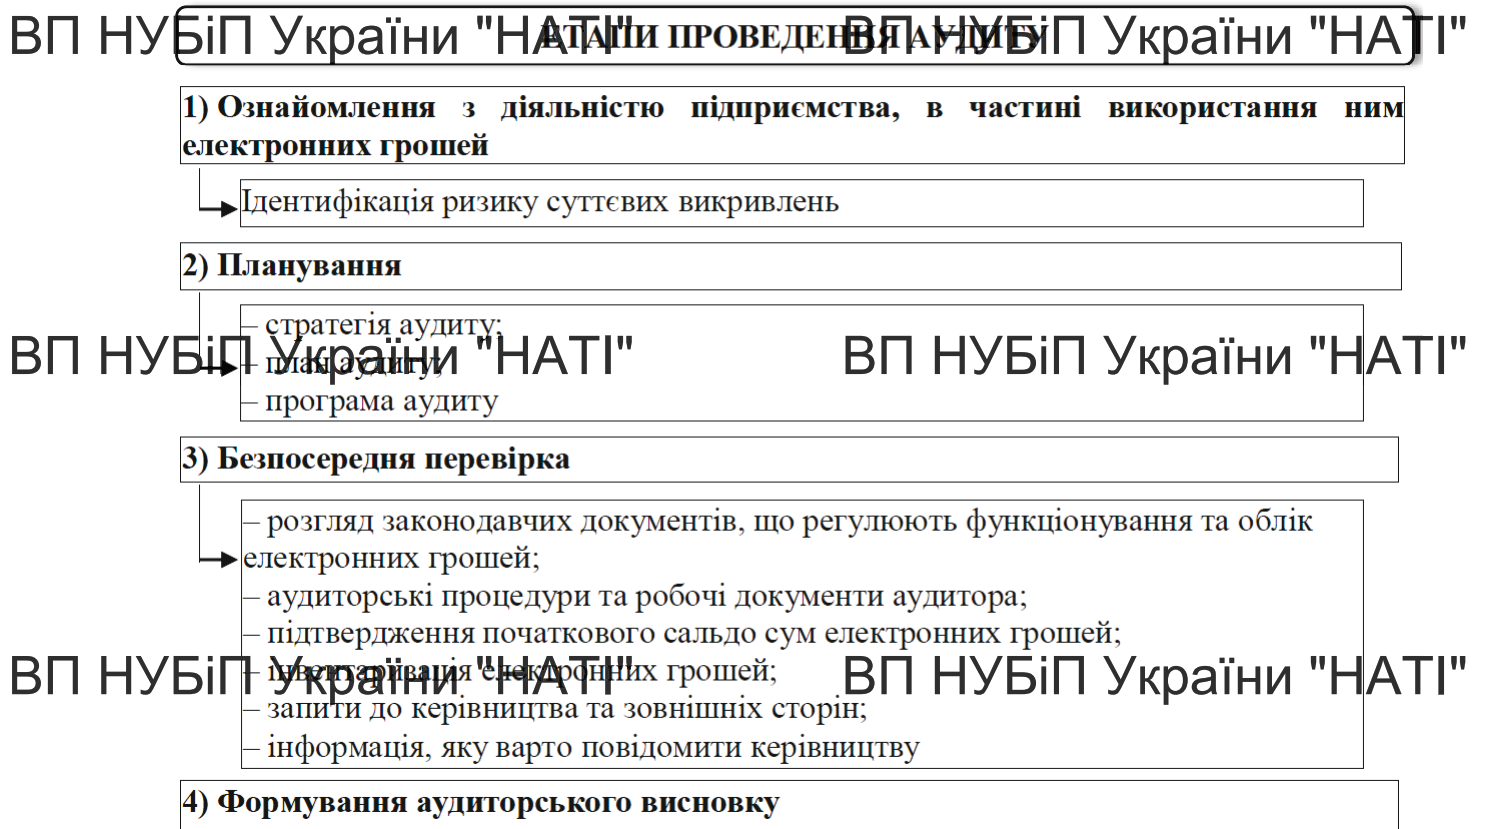 ВП НУБіП України "НАТІ" ВП НУБіП України "НАТІ"
ЕТАПИ ПРОВЕДЕННЯ АУДИТУ
1) Ознайомлення з діяльністю підприємства, в частині використання ним
електронних грошей
Ідентифікація ризику суттєвих викривлень
2) Планування
– стратегія аудиту;
ВП НУБіП України "НАТІ" ВП НУБіП України "НАТІ"
– план аудиту;
– програма аудиту
3) Безпосередня перевірка
– розгляд законодавчих документів, що регулюють функціонування та облік
електронних грошей;
– аудиторські процедури та робочі документи аудитора;
– підтвердження початкового сальдо сум електронних грошей;
ВП НУБіП України "НАТІ" ВП НУБіП України "НАТІ"
– інвентаризація електронних грошей;
– запити до керівництва та зовнішніх сторін;
– інформація, яку варто повідомити керівництву
4) Формування аудиторського висновку